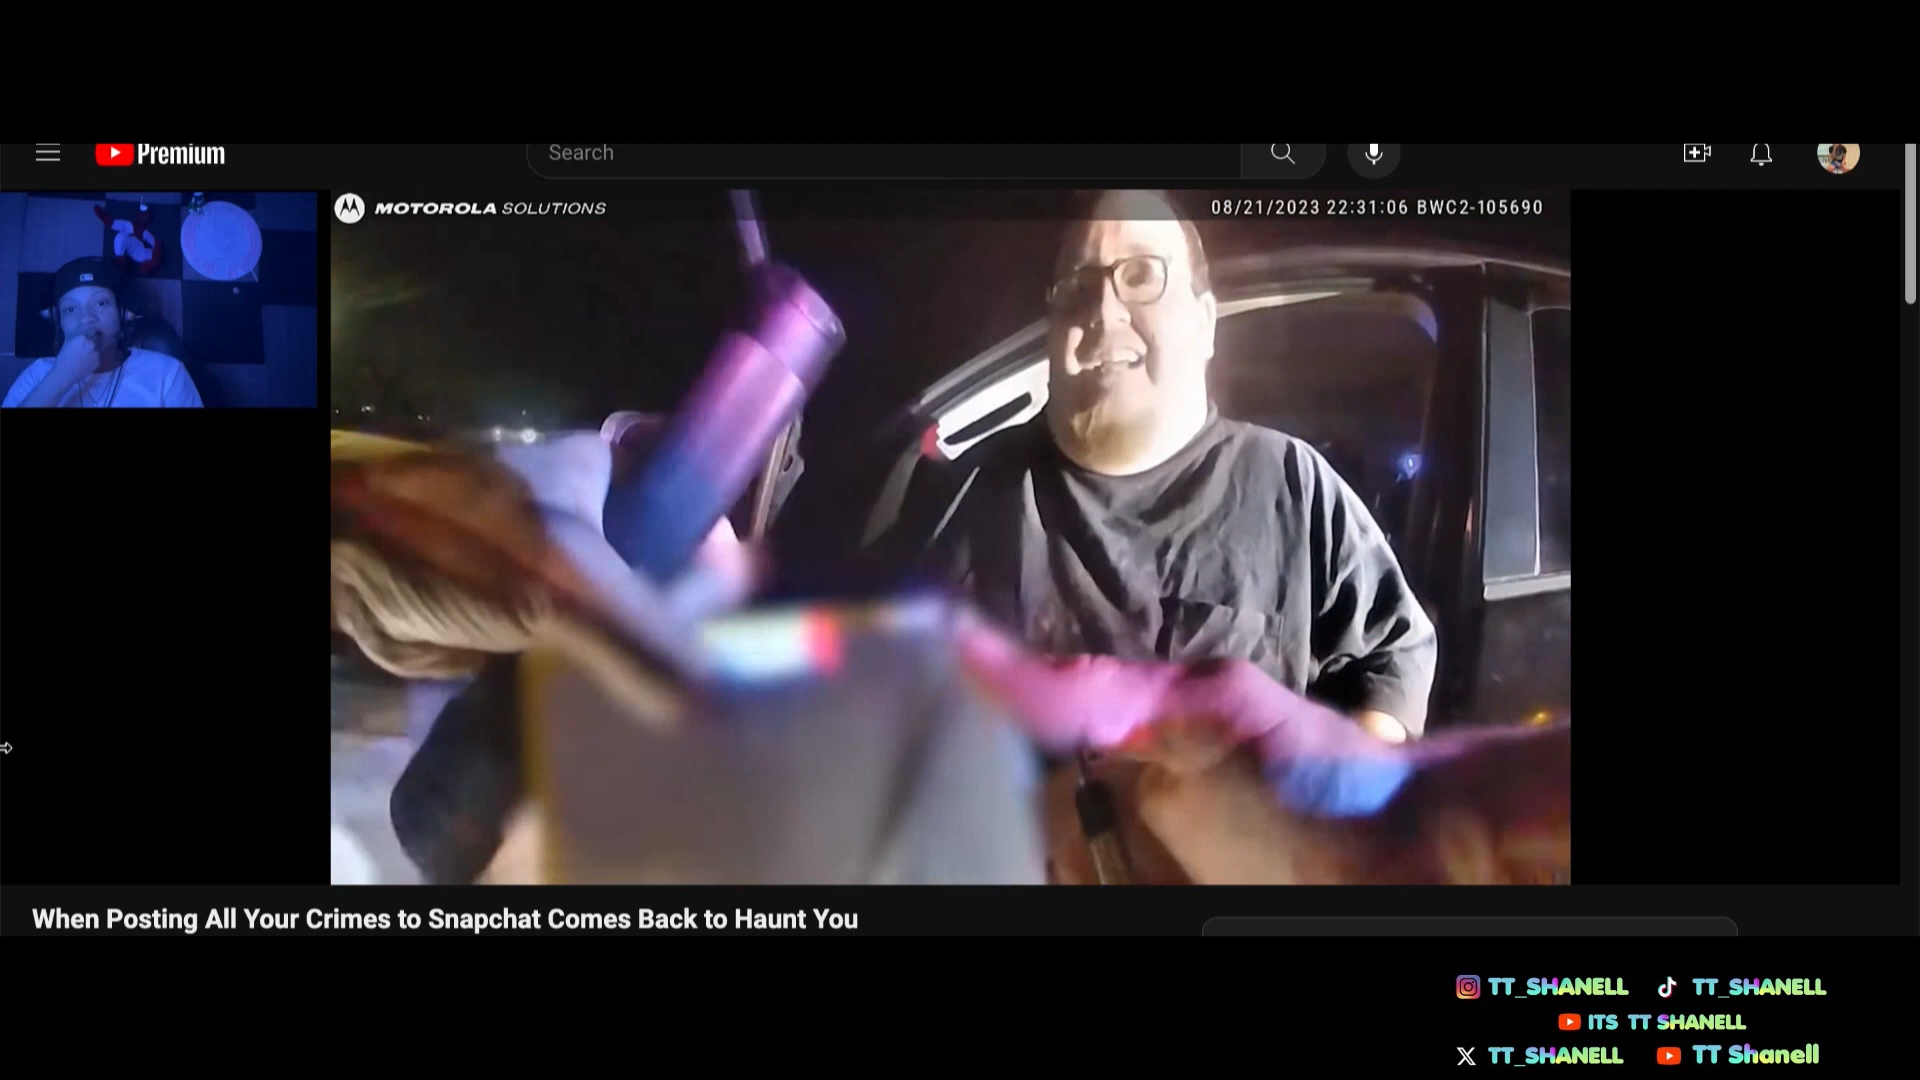 Premium
Search
MOTOROLA SOLUTIONS
08/21/2023 22:31:06 BWC2-105690
When Posting All Your Crimes to Snapchat Comes Back to Haunt You
TT_SHANELL TT_SHANELL
ITS TT SHANELL
TT_SHANELL TT Shanell